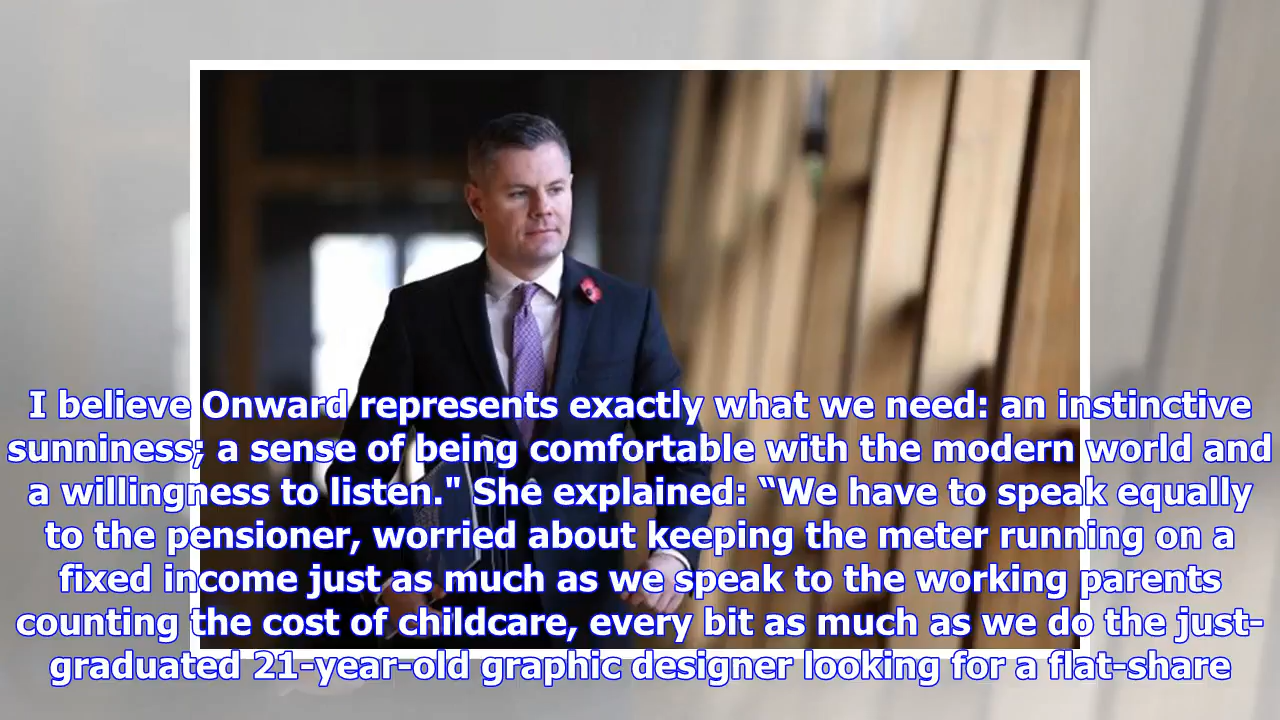 I believe Onward represents exactly what we need: an instinctive
sunniness; a sense of being comfortable with the modern world and
a willingness to listen." She explained: “We have to speak equally
to the pensioner, worried about keeping the meter running on a
fixed income just as much as we speak to the working parents
counting the cost of childcare, every bit as much as we do the just-
graduated 21-year-old graphic designer looking for a flat-share